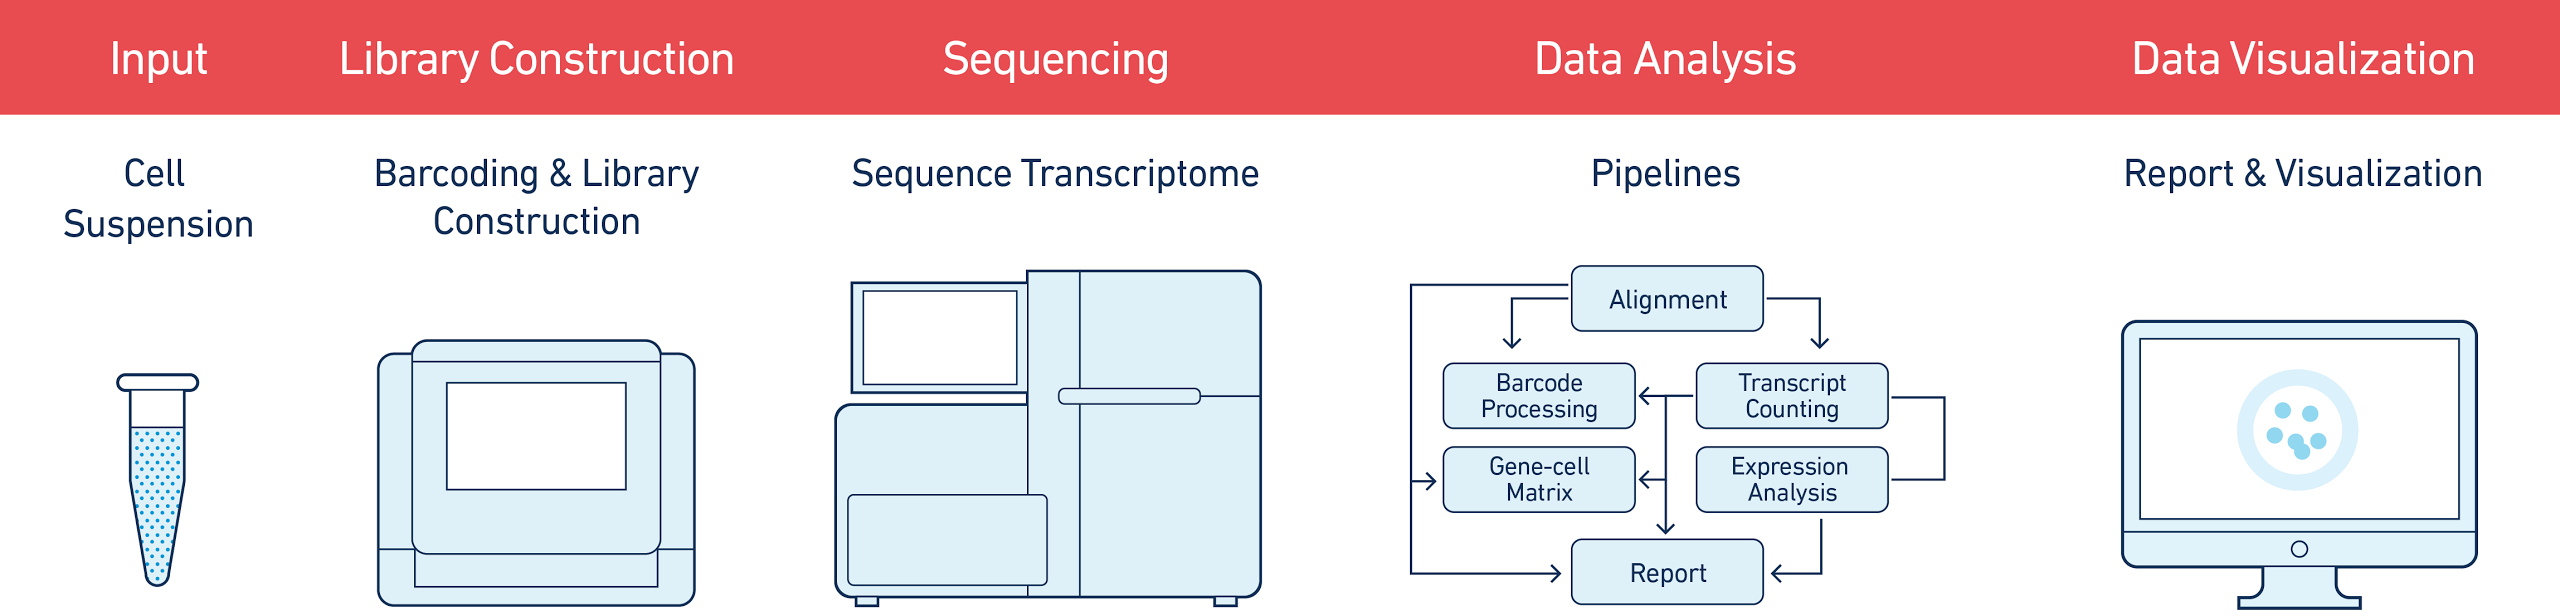 Input
Library Construction
Sequencing
Data Analysis
Data Visualization
Cell
Suspension
Barcoding & Library
Construction
Sequence Transcriptome
Pipelines
Report & Visualization
Alignment
Barcode
Processing
Transcript
Counting
Gene-cell
Matrix
Expression
Analysis
Report